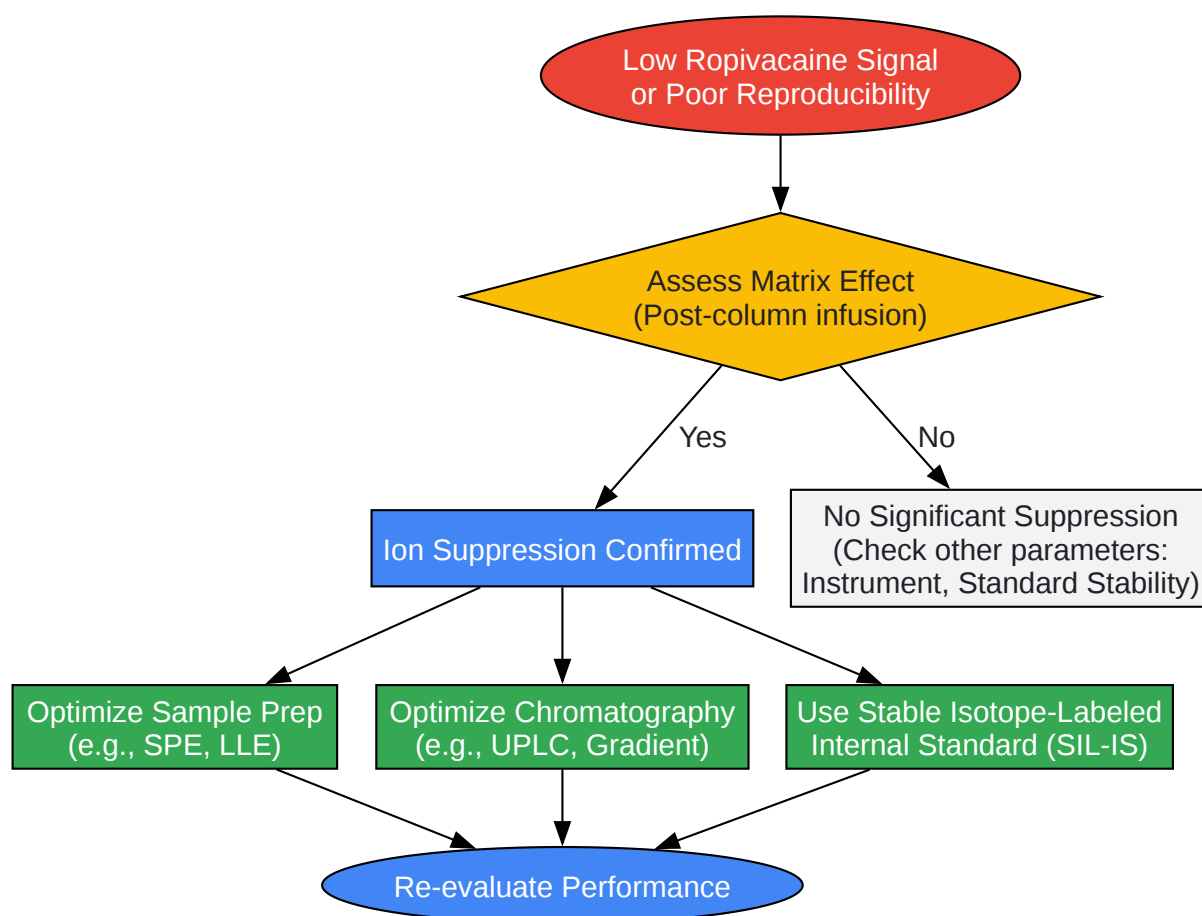 Low Ropivacaine Signal
or Poor Reproducibility
Assess Matrix Effect
(Post-column infusion)
Yes
No
Ion Suppression Confirmed
No Significant Suppression
(Check other parameters:
Instrument, Standard Stability)
Optimize Sample Prep
(e.g., SPE, LLE)
Optimize Chromatography
(e.g., UPLC, Gradient)
Use Stable Isotope-Labeled
Internal Standard (SIL-IS)
Re-evaluate Performance